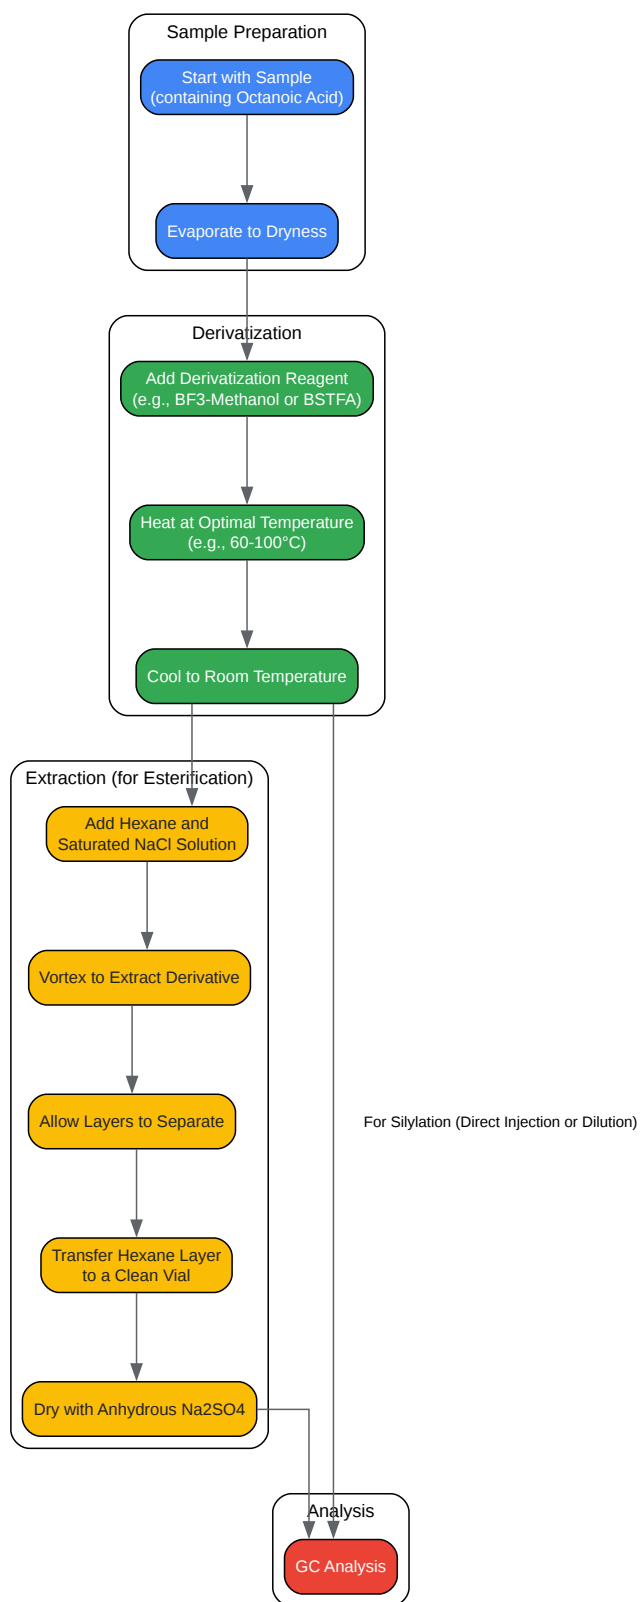 Sample Preparation
Start with Sample
(containing Octanoic Acid)
Evaporate to Dryness
Derivatization
Add Derivatization Reagent
(e.g., BF3-Methanol or BSTFA)
Heat at Optimal Temperature
(e.g., 60-100°C)
Cool to Room Temperature
Extraction (for Esterification)
Add Hexane and
Saturated NaCl Solution
Vortex to Extract Derivative
Allow Layers to Separate
For Silylation (Direct Injection or Dilution)
Transfer Hexane Layer
to a Clean Vial
Dry with Anhydrous Na2SO4
Analysis
GC Analysis